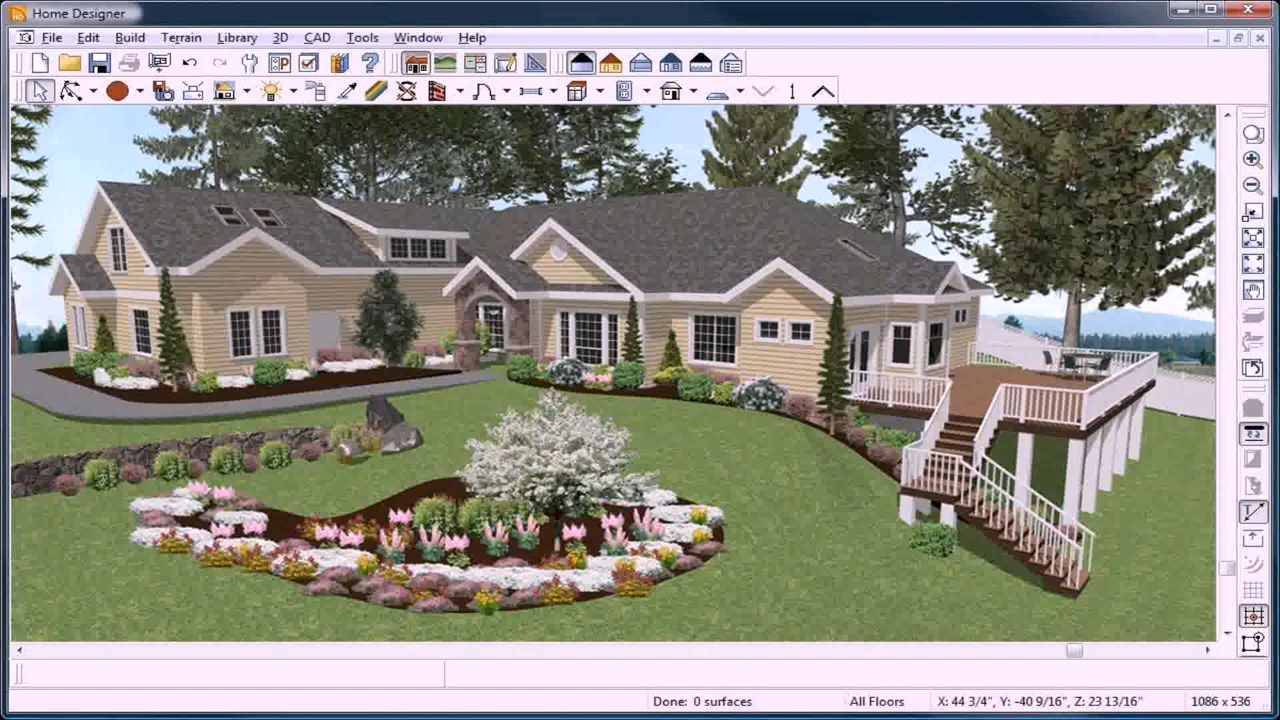 Home Designer
File Edit Build Terrain Library 3D CAD Tools Window Help
1
Done: 0 surfaces All Floors X: 44 3/4", Y: -40 9/16", Z: 23 13/16" 1086 x 536